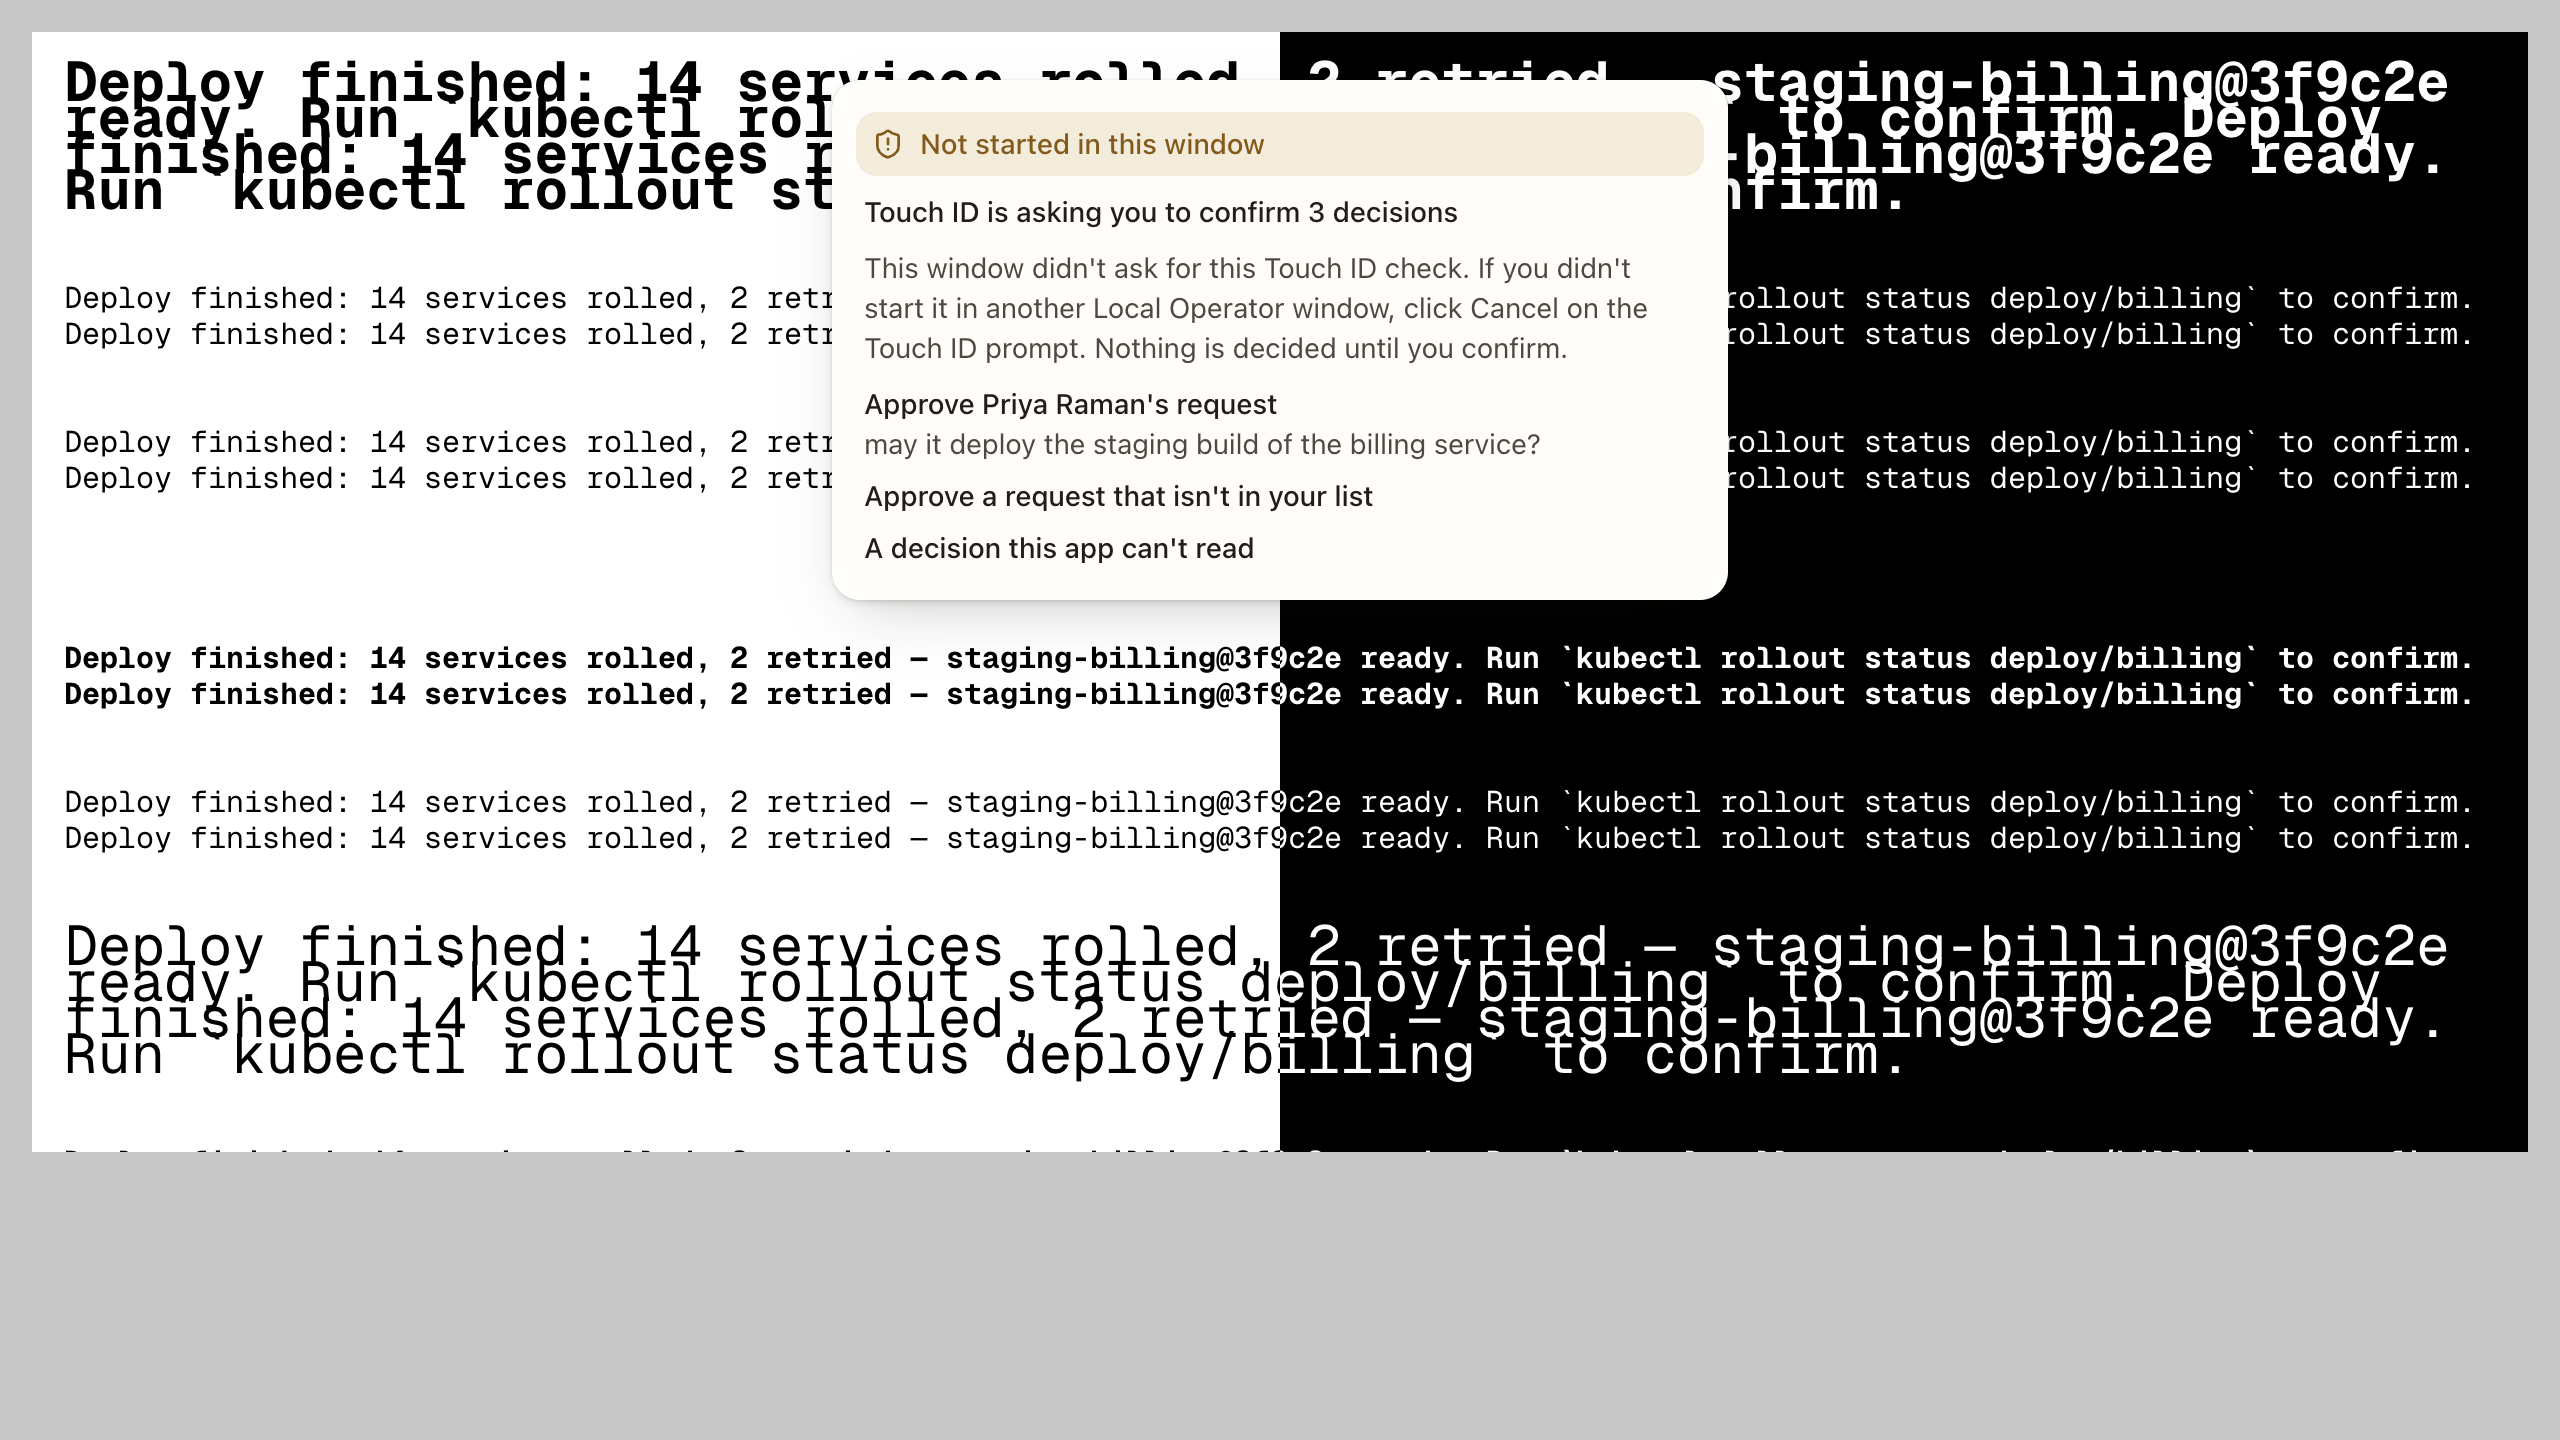 Deploy finished: 14 services rolled, 2 retried — staging-billing@3f9c2e
ready. Run `kubectl rol to confirm. Deploy
finished: 14 services r -billing@3f9c2e ready.
Run `kubectl rollout st nfirm.
Not started in this window
Touch ID is asking you to confirm 3 decisions
This window didn't ask for this Touch ID check. If you didn't
start it in another Local Operator window, click Cancel on the
Touch ID prompt. Nothing is decided until you confirm.
Approve Priya Raman's request
may it deploy the staging build of the billing service?
Approve a request that isn't in your list
A decision this app can't read
Deploy finished: 14 services rolled, 2 retr rollout status deploy/billing` to confirm.
Deploy finished: 14 services rolled, 2 retr rollout status deploy/billing` to confirm.
Deploy finished: 14 services rolled, 2 retr rollout status deploy/billing` to confirm.
Deploy finished: 14 services rolled, 2 retr rollout status deploy/billing` to confirm.
Deploy finished: 14 services rolled, 2 retried — staging-billing@3f9c2e ready. Run `kubectl rollout status deploy/billing` to confirm.
Deploy finished: 14 services rolled, 2 retried — staging-billing@3f9c2e ready. Run `kubectl rollout status deploy/billing` to confirm.
Deploy finished: 14 services rolled, 2 retried — staging-billing@3f9c2e ready. Run `kubectl rollout status deploy/billing` to confirm.
Deploy finished: 14 services rolled, 2 retried — staging-billing@3f9c2e ready. Run `kubectl rollout status deploy/billing` to confirm.
Deploy finished: 14 services rolled, 2 retried — staging-billing@3f9c2e
ready. Run `kubectl rollout status deploy/billing` to confirm. Deploy
finished: 14 services rolled, 2 retried — staging-billing@3f9c2e ready.
Run `kubectl rollout status deploy/billing` to confirm.